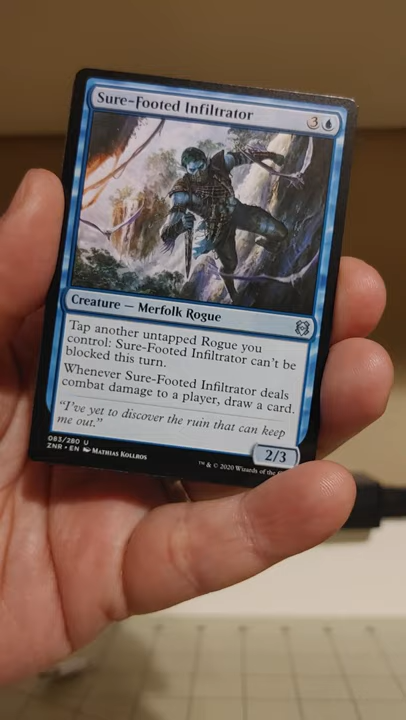 Sure-Footed Infiltrator 3
Creature — Merfolk Rogue
Tap another untapped Rogue you
control: Sure-Footed Infiltrator can't be
blocked this turn.
Whenever Sure-Footed Infiltrator deals
combat damage to a player, draw a card.
"I've yet to discover the ruin that can keep
me out."
2/3
083/280 U
ZNR • EN Mathias Kollros
™ & © 2020 Wizards of the